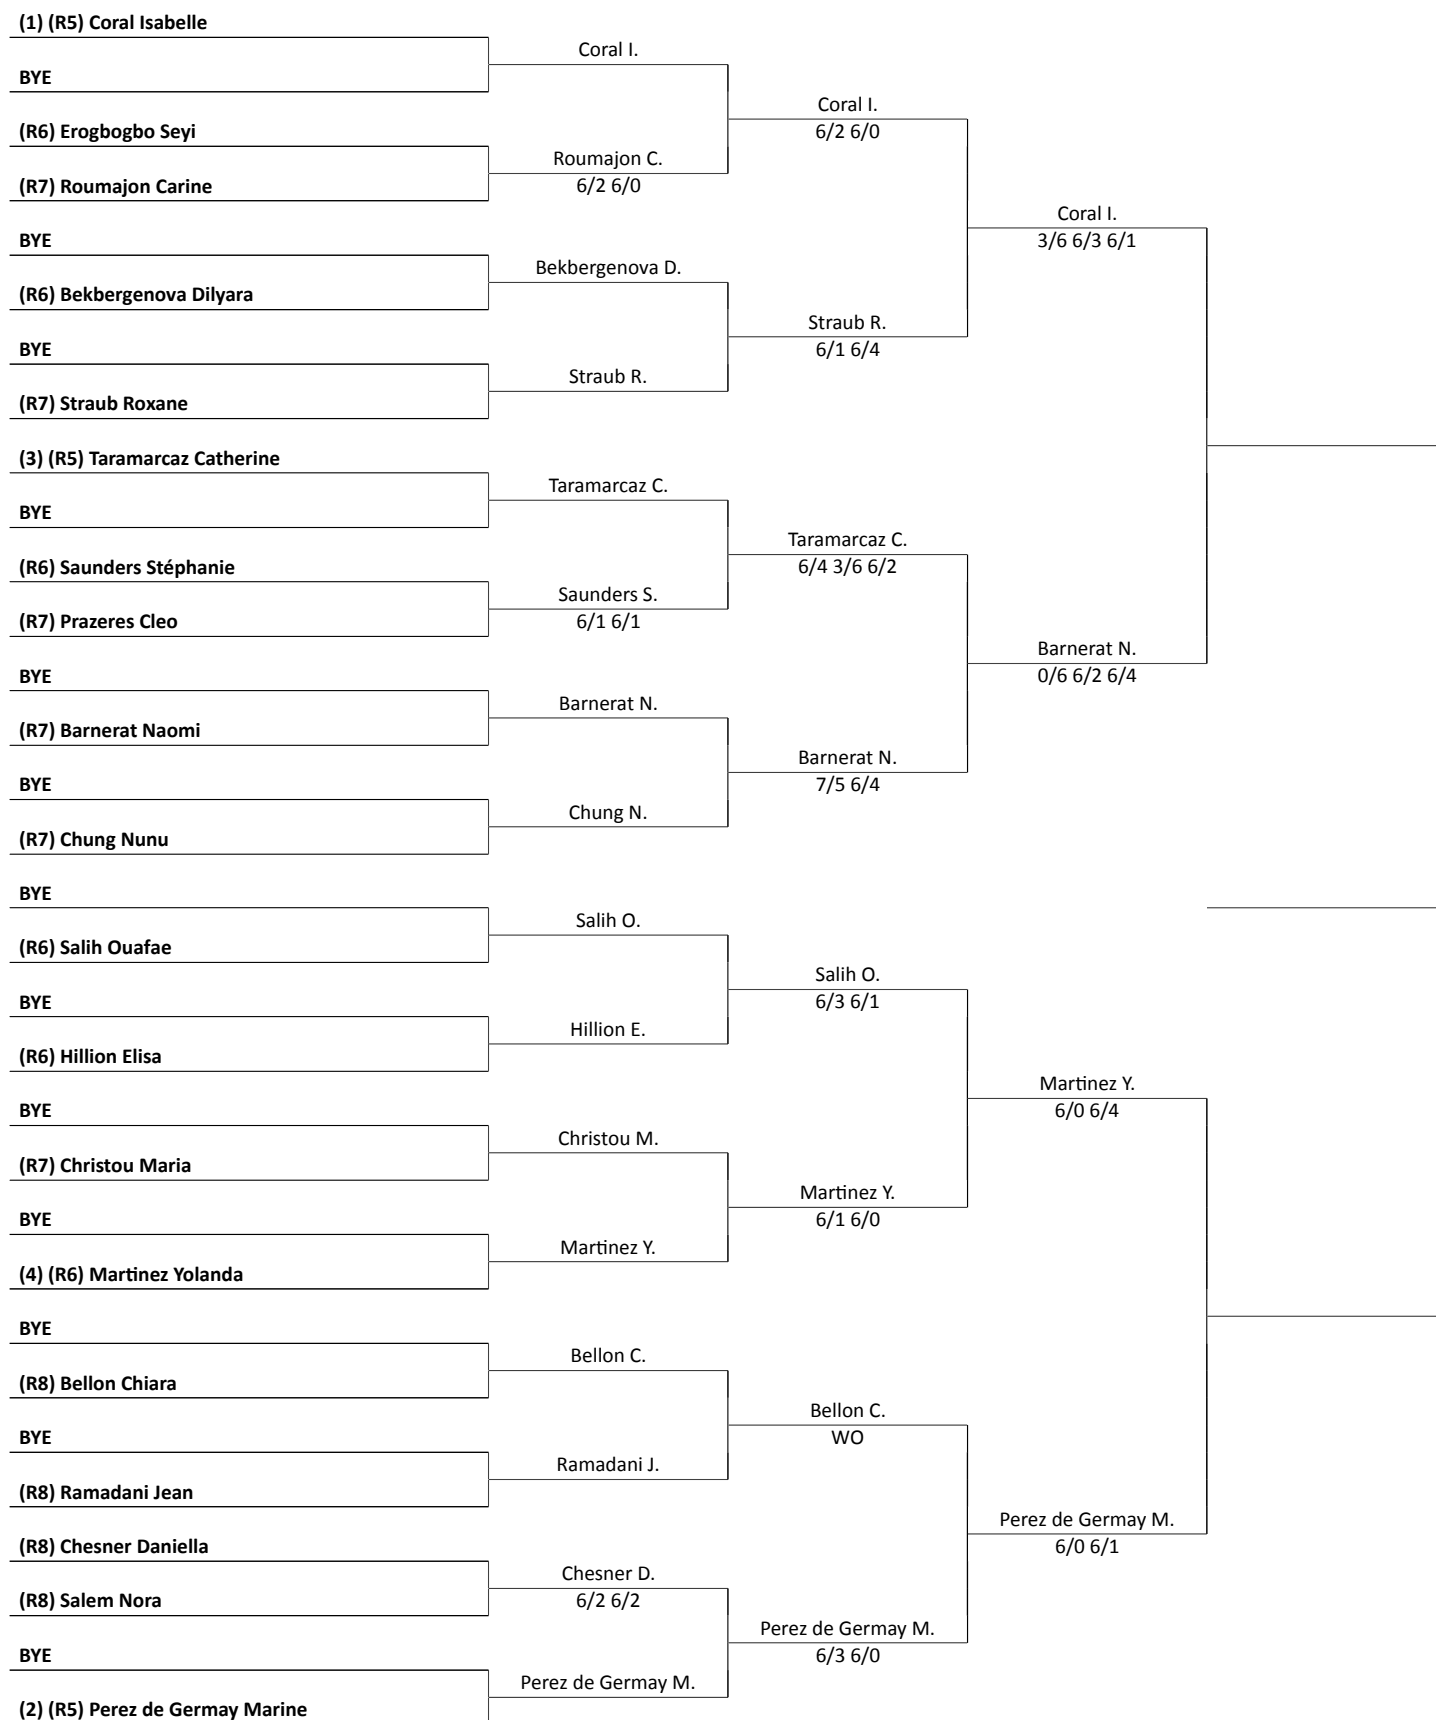 (1) (R5) Coral Isabelle
Coral I.
BYE
Coral I.
6/2 6/0
(R6) Erogbogbo Seyi
Roumajon C.
6/2 6/0
(R7) Roumajon Carine
Coral I.
3/6 6/3 6/1
BYE
Bekbergenova D.
(R6) Bekbergenova Dilyara
Straub R.
6/1 6/4
BYE
Straub R.
(R7) Straub Roxane
(3) (R5) Taramarcaz Catherine
Taramarcaz C.
BYE
Taramarcaz C.
6/4 3/6 6/2
(R6) Saunders Stéphanie
Saunders S.
6/1 6/1
(R7) Prazeres Cleo
Barnerat N.
0/6 6/2 6/4
BYE
Barnerat N.
(R7) Barnerat Naomi
Barnerat N.
7/5 6/4
BYE
Chung N.
(R7) Chung Nunu
BYE
Salih O.
(R6) Salih Ouafae
Salih O.
6/3 6/1
BYE
Hillion E.
(R6) Hillion Elisa
Martinez Y.
6/0 6/4
BYE
Christou M.
(R7) Christou Maria
Martinez Y.
6/1 6/0
BYE
Martinez Y.
(4) (R6) Martinez Yolanda
BYE
Bellon C.
(R8) Bellon Chiara
Bellon C.
WO
BYE
Ramadani J.
(R8) Ramadani Jean
Perez de Germay M.
6/0 6/1
(R8) Chesner Daniella
Chesner D.
6/2 6/2
(R8) Salem Nora
Perez de Germay M.
6/3 6/0
BYE
Perez de Germay M.
(2) (R5) Perez de Germay Marine